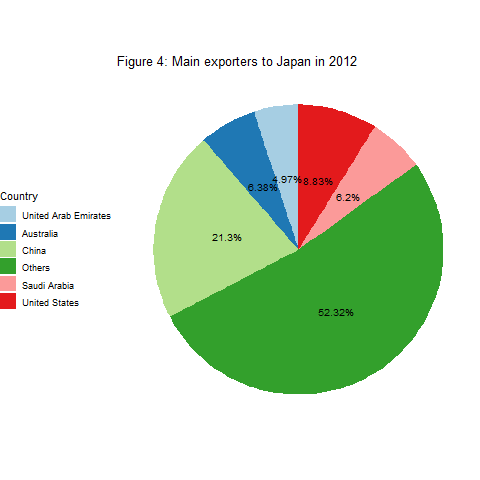 Figure 4: Main exporters to Japan in 2012
4.97%
8.83%
6.38%
6.2%
21.3%
52.32%
Country
United Arab Emirates
Australia
China
Others
Saudi Arabia
United States